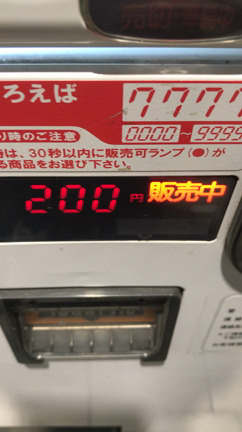 ろえば
7777
り時のご注意
0000~9999
時は、30秒以内に販売可ランプ(●)が
る商品をお選び下さい。
200円 販売中